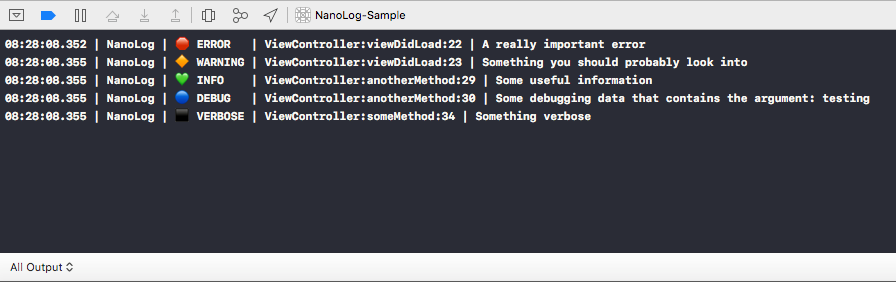 NanoLog-Sample
08:28:08.352 | NanoLog | 🛑 ERROR   | ViewController:viewDidLoad:22 | A really important error
08:28:08.355 | NanoLog | 🔶 WARNING | ViewController:viewDidLoad:23 | Something you should probably look into
08:28:08.355 | NanoLog | 💚 INFO    | ViewController:anotherMethod:29 | Some useful information
08:28:08.355 | NanoLog | 🔵 DEBUG   | ViewController:anotherMethod:30 | Some debugging data that contains the argument: testing
08:28:08.355 | NanoLog | ⬛️ VERBOSE | ViewController:someMethod:34 | Something verbose
All Output